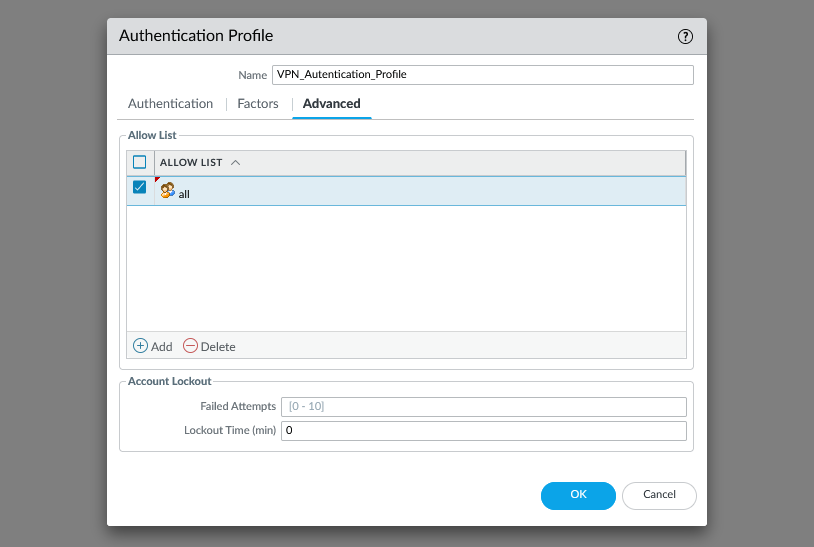 Authentication Profile
?
Name VPN_Autentication_Profile
Authentication Factors Advanced
Allow List
ALLOW LIST
all
Add Delete
Account Lockout
Failed Attempts [0 - 10]
Lockout Time (min) 0
OK Cancel